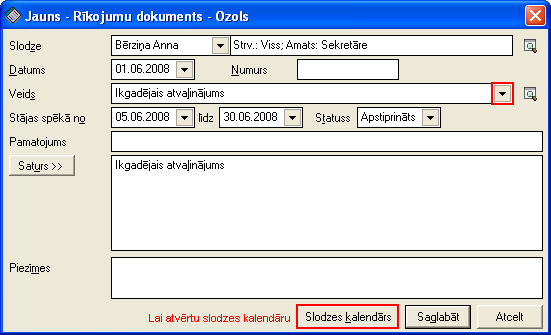 Jauns - Rīkojumu dokuments - Ozols
Slodze Bērziņa Anna Strv.: Viss; Amats: Sekretāre
Datums 01.06.2008 Numurs
Veids Ikgadējais atvaļinājums
Stājas spēkā no 05.06.2008 līdz 30.06.2008 Statuss Apstiprināts
Pamatojums
Saturs >> Ikgadējais atvaļinājums
Piezīmes
Lai atvērtu slodzes kalendāru Slodzes kalendārs Saglabāt Atcelt